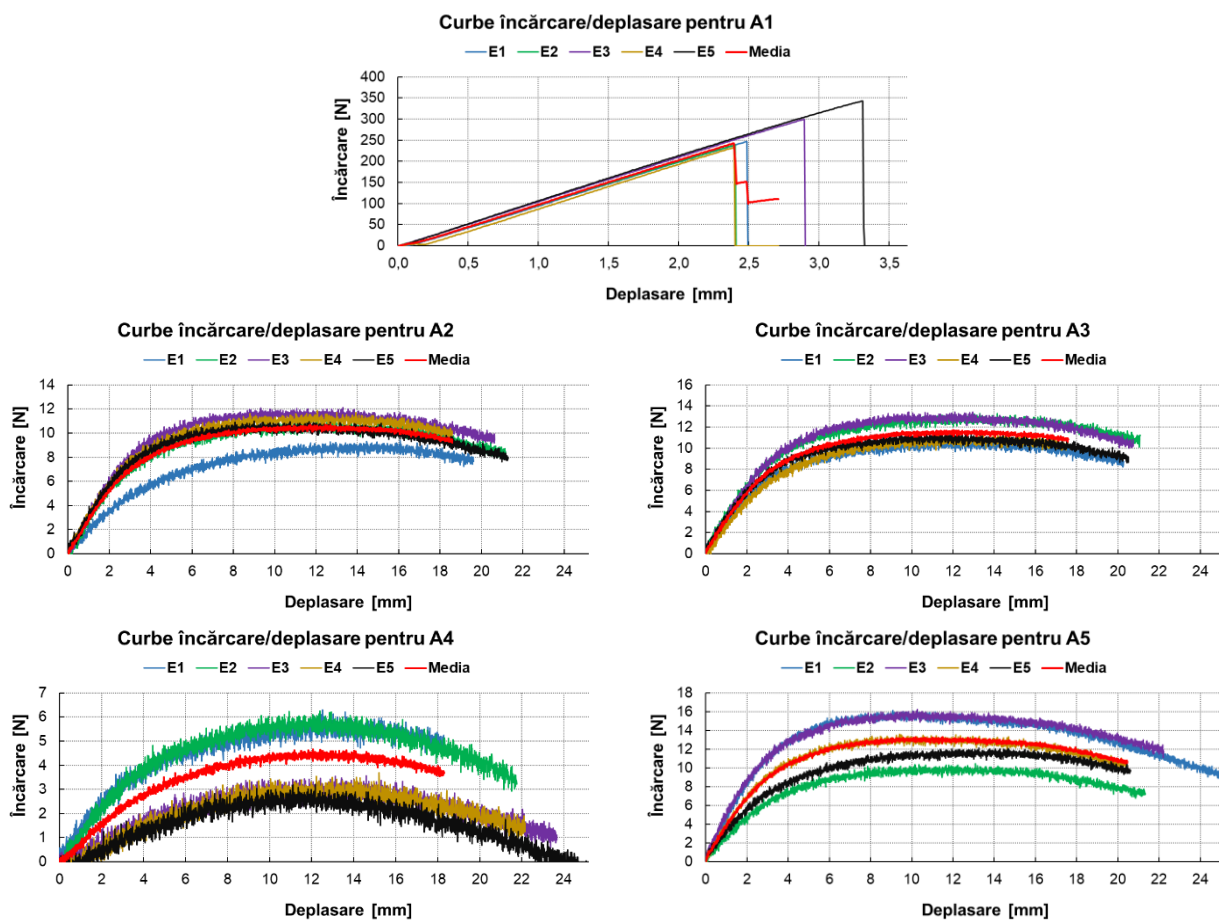 Curbe încărcare/deplasare pentru A1
E1 E2 E3 E4 E5 Media
Încărcare [N]
400
350
300
250
200
150
100
50
0
0,0 0,5 1,0 1,5 2,0 2,5 3,0 3,5
Deplasare [mm]
Curbe încărcare/deplasare pentru A2
E1 E2 E3 E4 E5 Media
Încărcare [N]
14
12
10
8
6
4
2
0
0 2 4 6 8 10 12 14 16 18 20 22 24
Deplasare [mm]
Curbe încărcare/deplasare pentru A3
E1 E2 E3 E4 E5 Media
Încărcare [N]
16
14
12
10
8
6
4
2
0
0 2 4 6 8 10 12 14 16 18 20 22 24
Deplasare [mm]
Curbe încărcare/deplasare pentru A4
E1 E2 E3 E4 E5 Media
Încărcare [N]
7
6
5
4
3
2
1
0
0 2 4 6 8 10 12 14 16 18 20 22 24
Deplasare [mm]
Curbe încărcare/deplasare pentru A5
E1 E2 E3 E4 E5 Media
Încărcare [N]
18
16
14
12
10
8
6
4
2
0
0 2 4 6 8 10 12 14 16 18 20 22 24
Deplasare [mm]